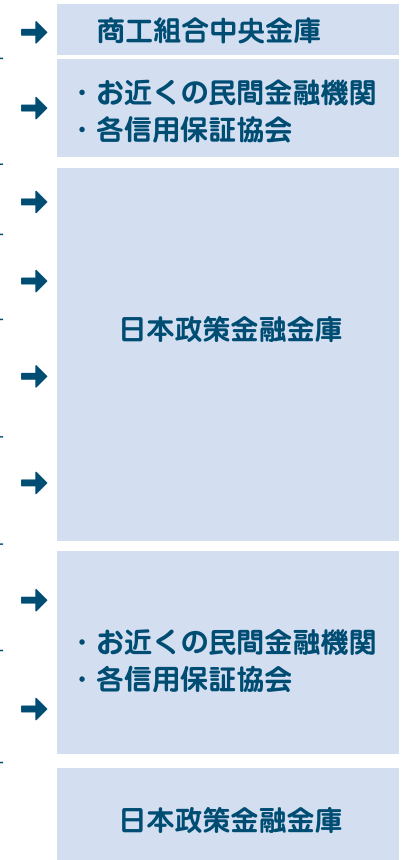 商工組合中央金庫
・お近くの民間金融機関
・各信用保証協会
日本政策金融金庫
・お近くの民間金融機関
・各信用保証協会
日本政策金融金庫